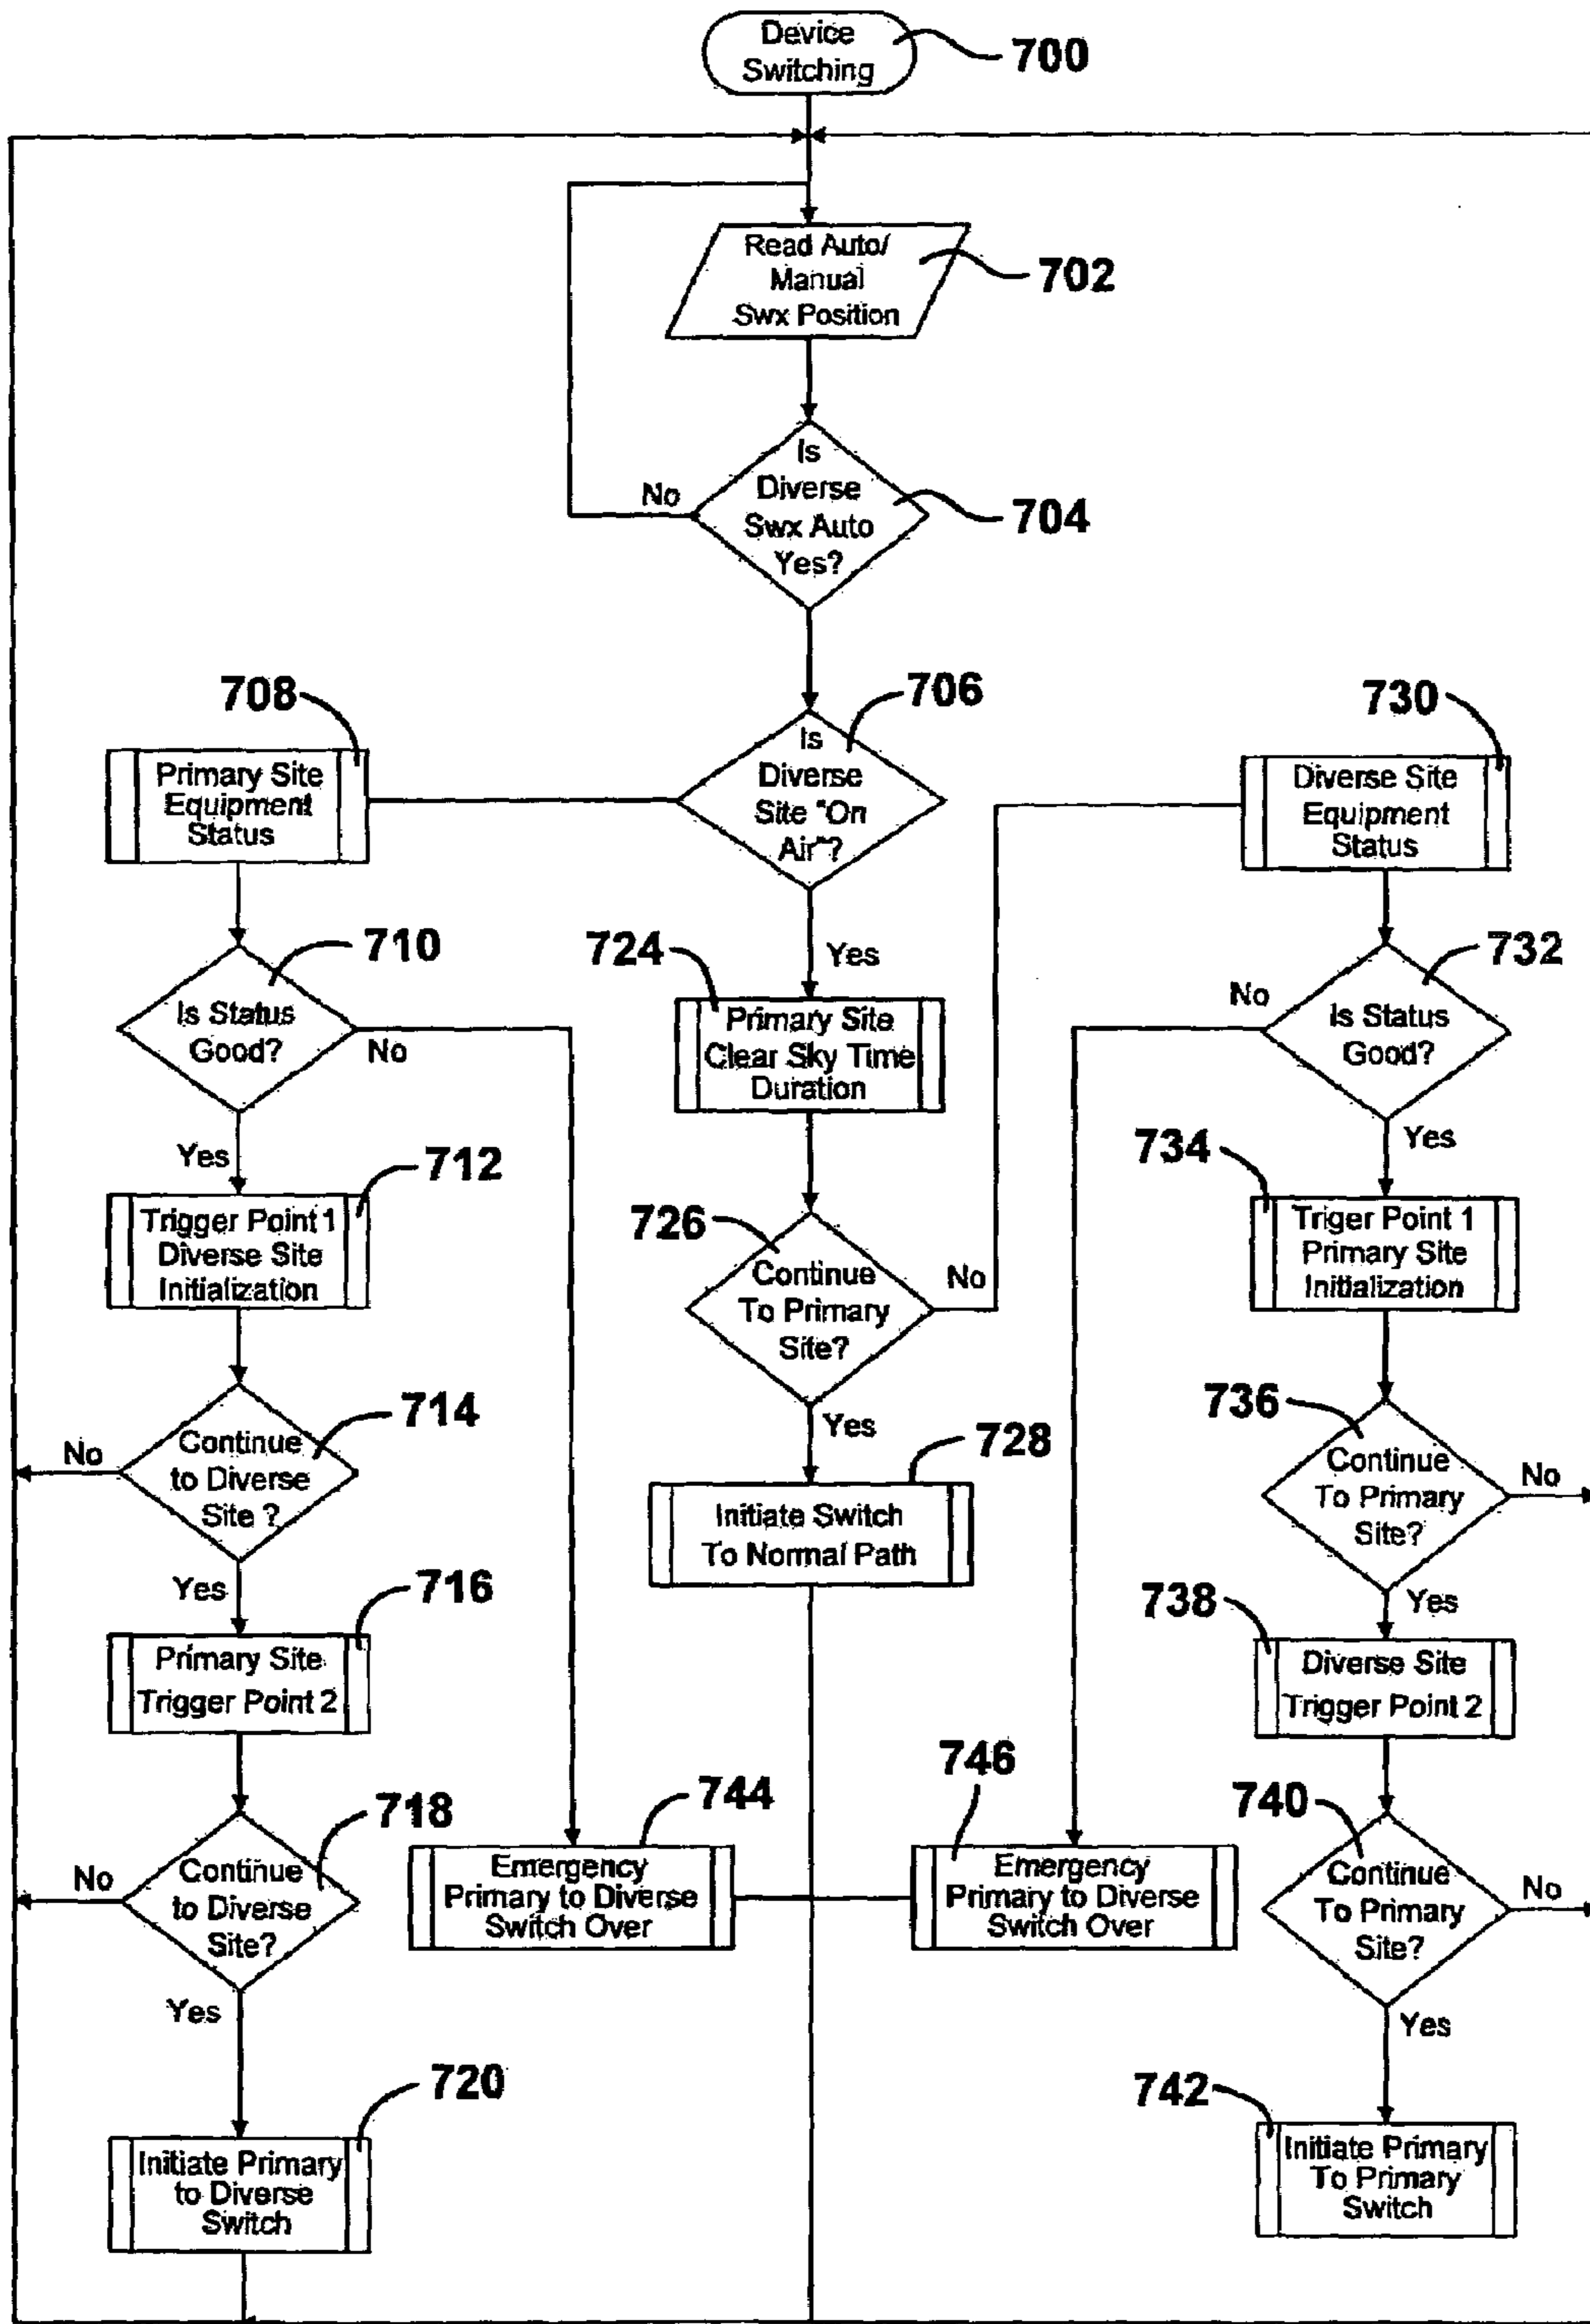 Device
Switching
700
Read Auto/
Manual
Swx Position
702
Is
Diverse
Swx Auto
Yes?
704
No
706
Is
Diverse
Site "On
Air"?
Yes
708
Primary Site
Equipment
Status
710
Is Status
Good?
No
Yes
712
Trigger Point 1
Diverse Site
Initialization
714
Continue
to Diverse
Site ?
No
Yes
716
Primary Site
Trigger Point 2
718
Continue
to Diverse
Site?
No
Yes
720
Initiate Primary
to Diverse
Switch
724
Primary Site
Clear Sky Time
Duration
726
Continue
To Primary
Site?
No
Yes
728
Initiate Switch
To Normal Path
744
Emergency
Primary to Diverse
Switch Over
746
Emergency
Primary to Diverse
Switch Over
730
Diverse Site
Equipment
Status
732
Is Status
Good?
No
Yes
734
Triger Point 1
Primary Site
Initialization
736
Continue
To Primary
Site?
No
Yes
738
Diverse Site
Trigger Point 2
740
Continue
To Primary
Site?
No
Yes
742
Initiate Primary
To Primary
Switch